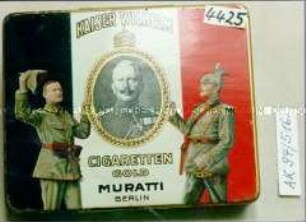 KAISER WILHELM
4425
CIGARETTEN
GOLD
MURATTI
BERLIN
AK 94/516.